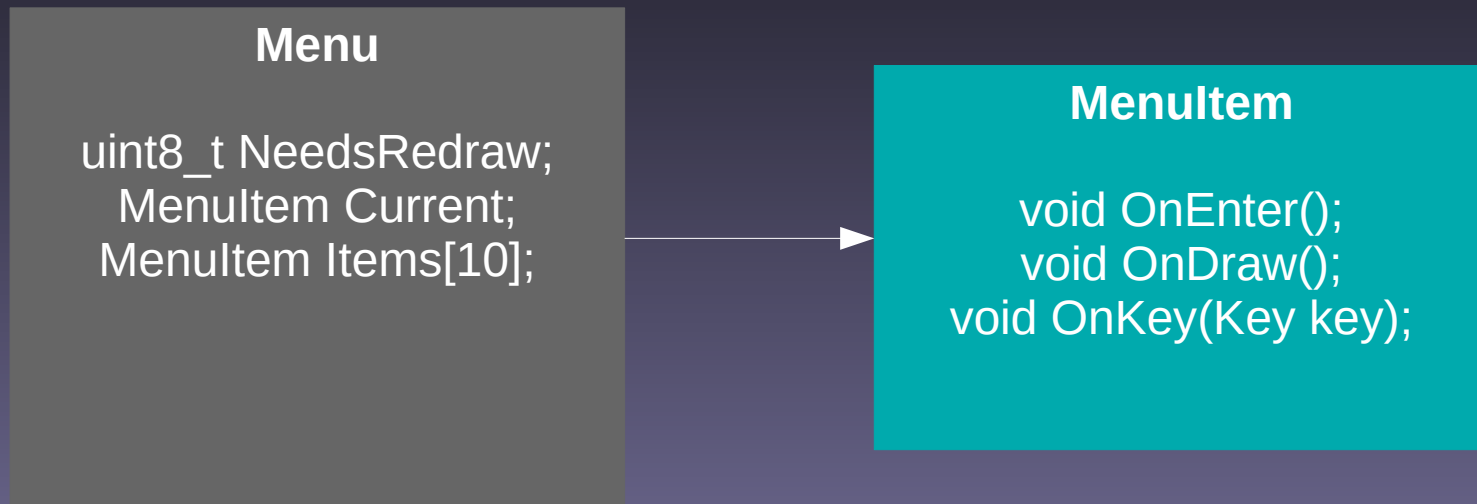 Menu
uint8_t NeedsRedraw;
MenuItem Current;
MenuItem Items[10];
MenuItem
void OnEnter();
void OnDraw();
void OnKey(Key key);